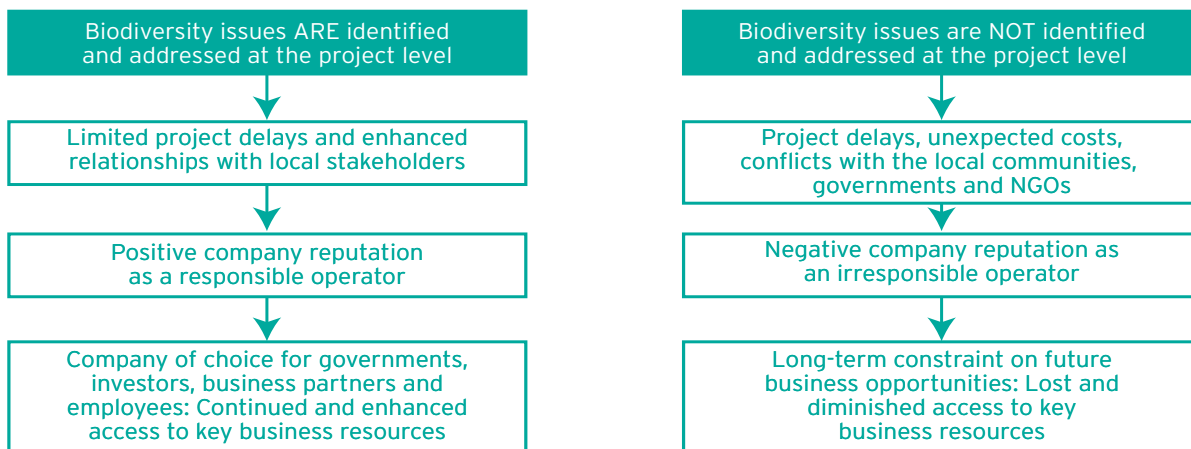 Biodiversity issues ARE identified
and addressed at the project level
Limited project delays and enhanced
relationships with local stakeholders
Positive company reputation
as a responsible operator
Company of choice for governments,
investors, business partners and
employees: Continued and enhanced
access to key business resources
Biodiversity issues are NOT identified
and addressed at the project level
Project delays, unexpected costs,
conflicts with the local communities,
governments and NGOs
Negative company reputation as
an irresponsible operator
Long-term constraint on future
business opportunities: Lost and
diminished access to key
business resources